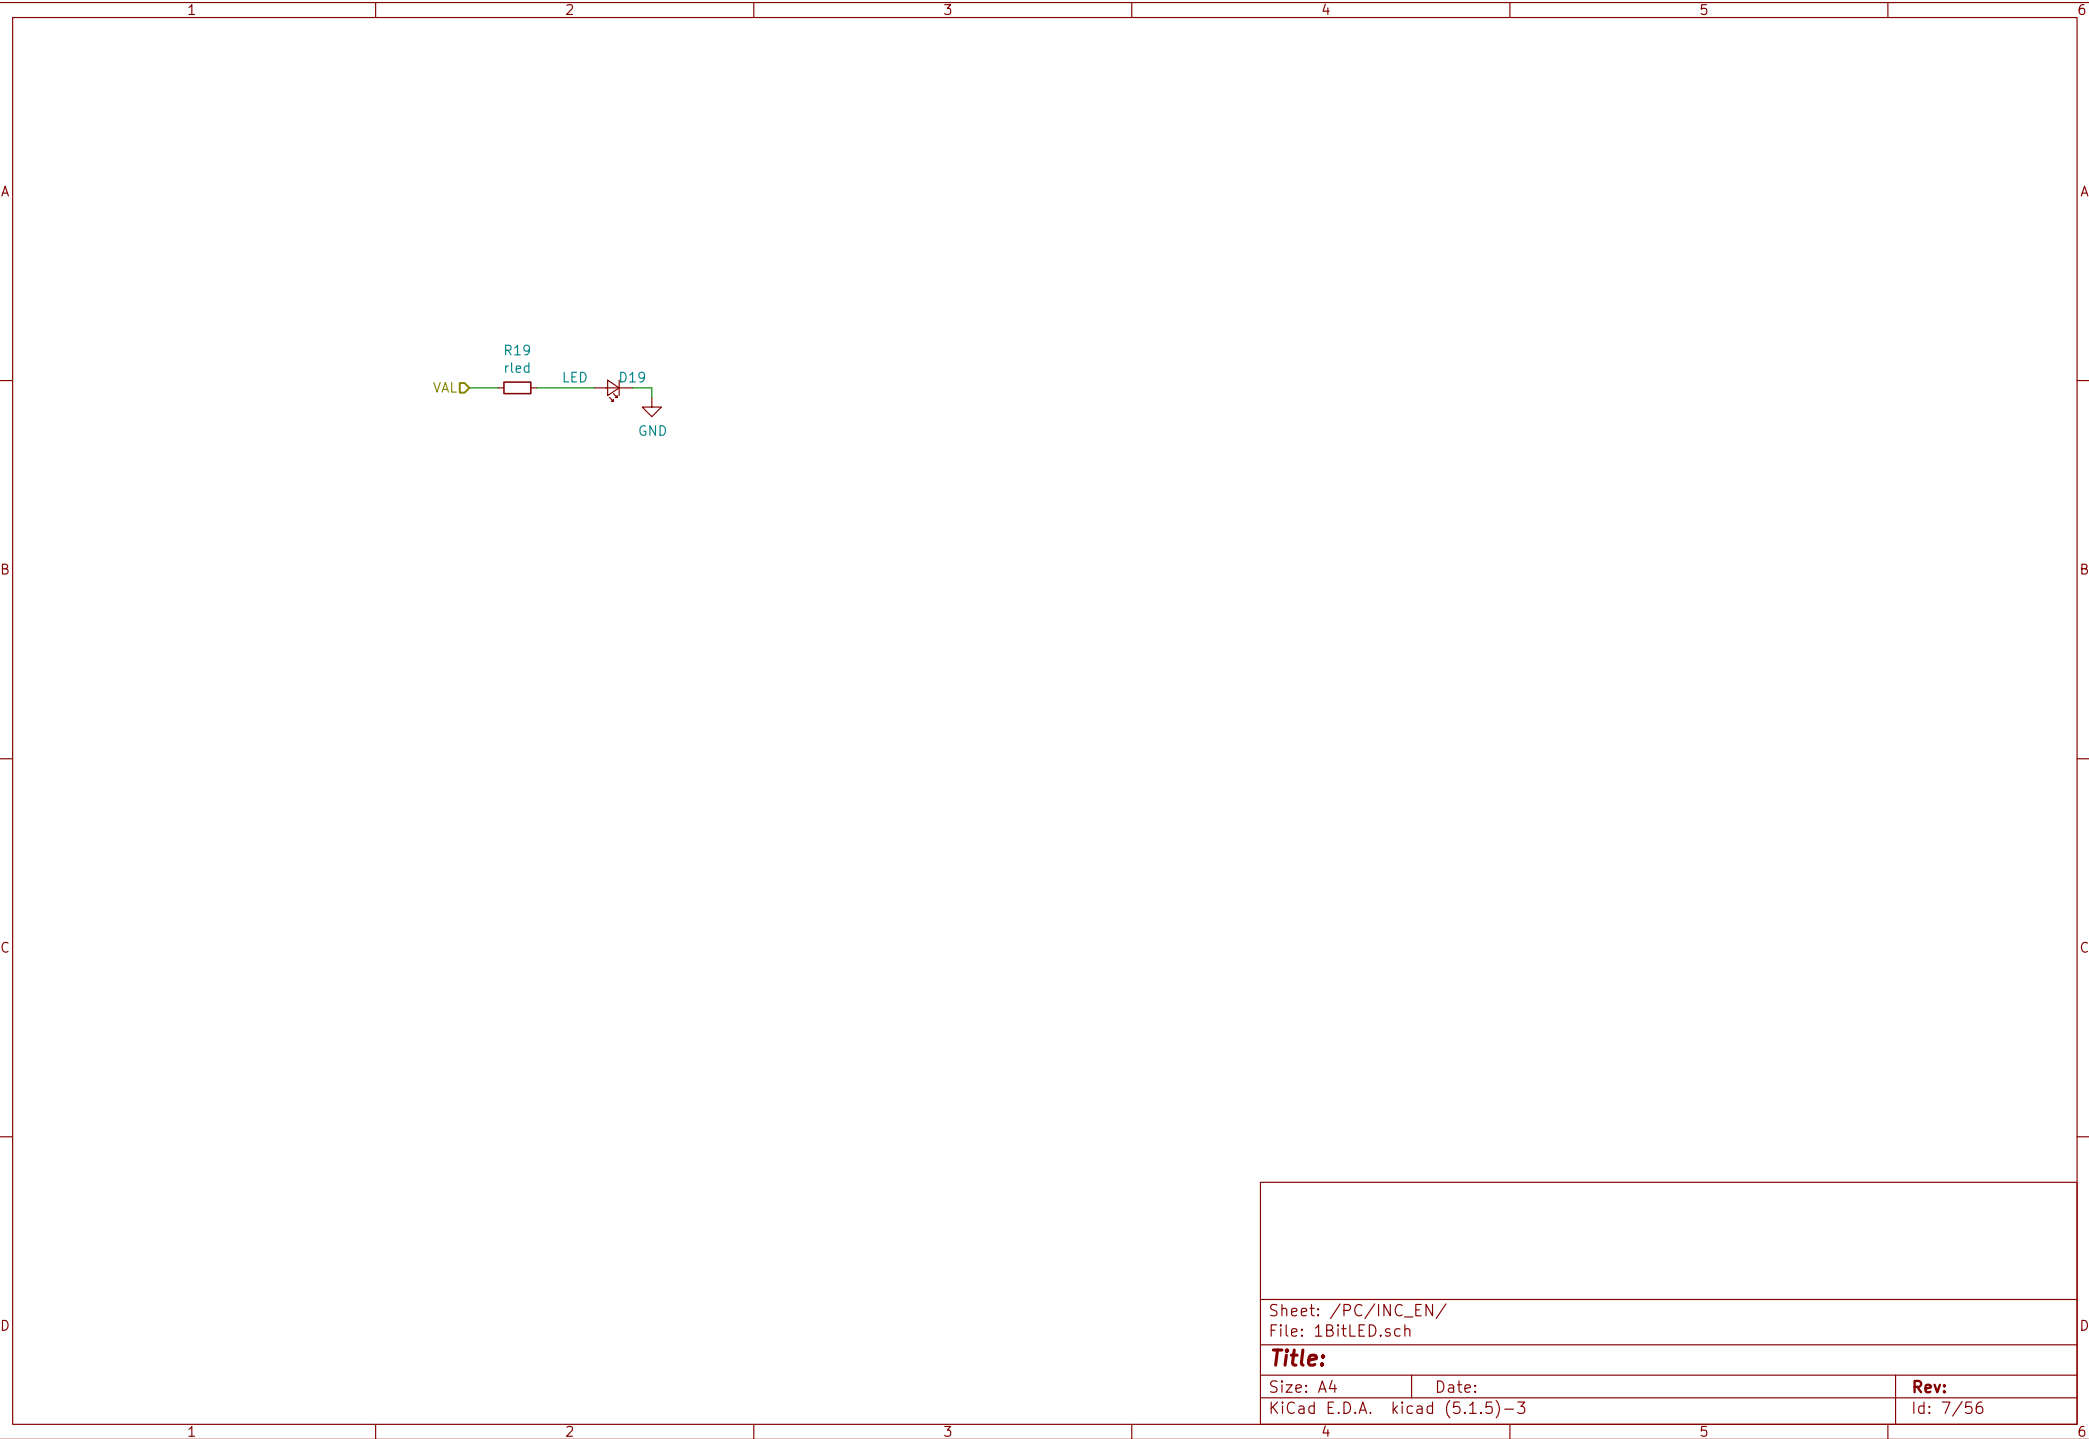 1 2 3 4 5 6
A A
R19
rled
VAL LED D19
GND
B B
C C
Sheet: /PC/INC_EN/
File: 1BitLED.sch
D D
Title:
Size: A4 Date: Rev:
KiCad E.D.A. kicad (5.1.5)-3 Id: 7/56
1 2 3 4 5 6